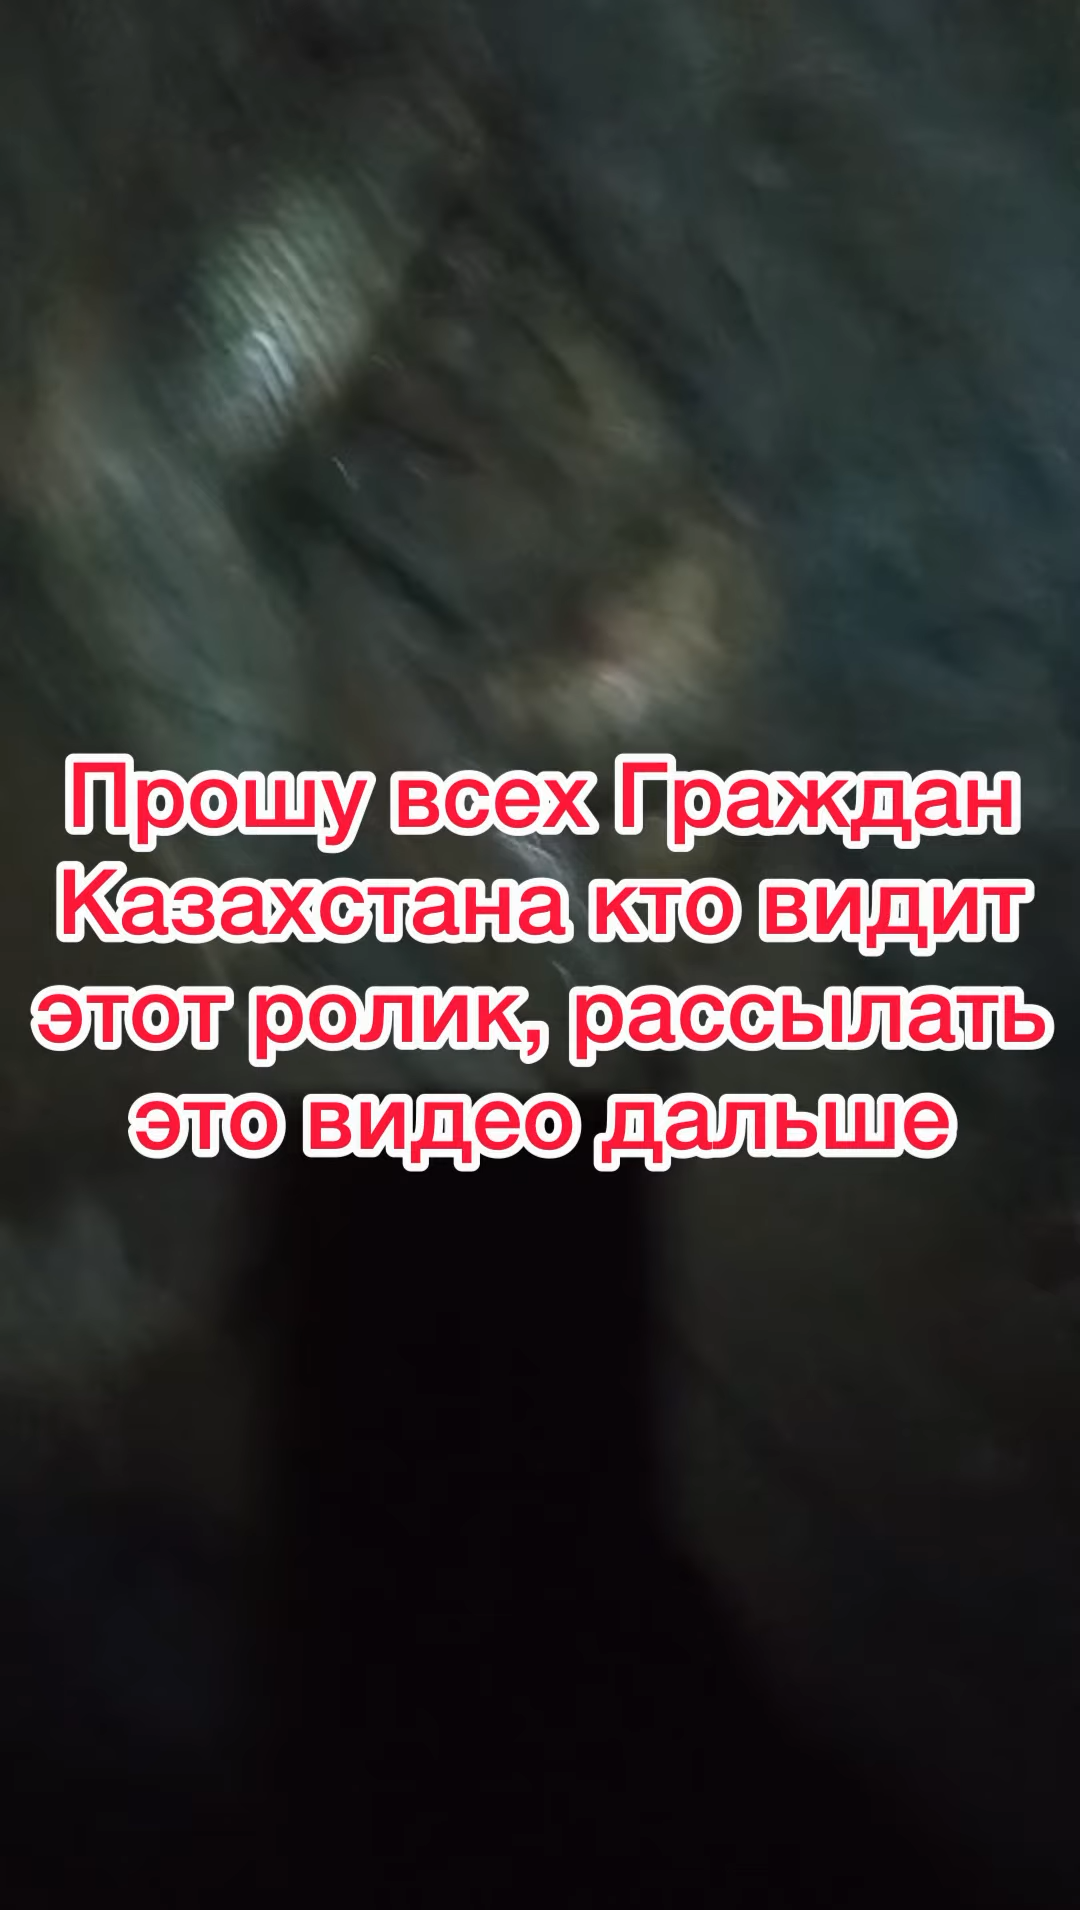 Прошу всех Граждан
Казахстана кто видит
этот ролик, рассылать
это видео дальше